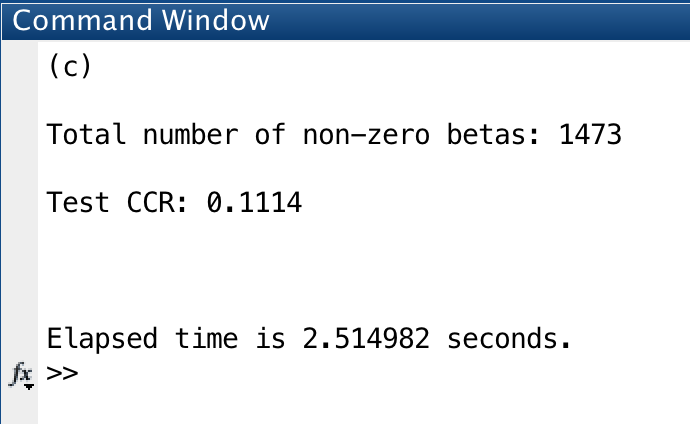 Command Window
(c)
Total number of non-zero betas: 1473
Test CCR: 0.1114
Elapsed time is 2.514982 seconds.
fx >>